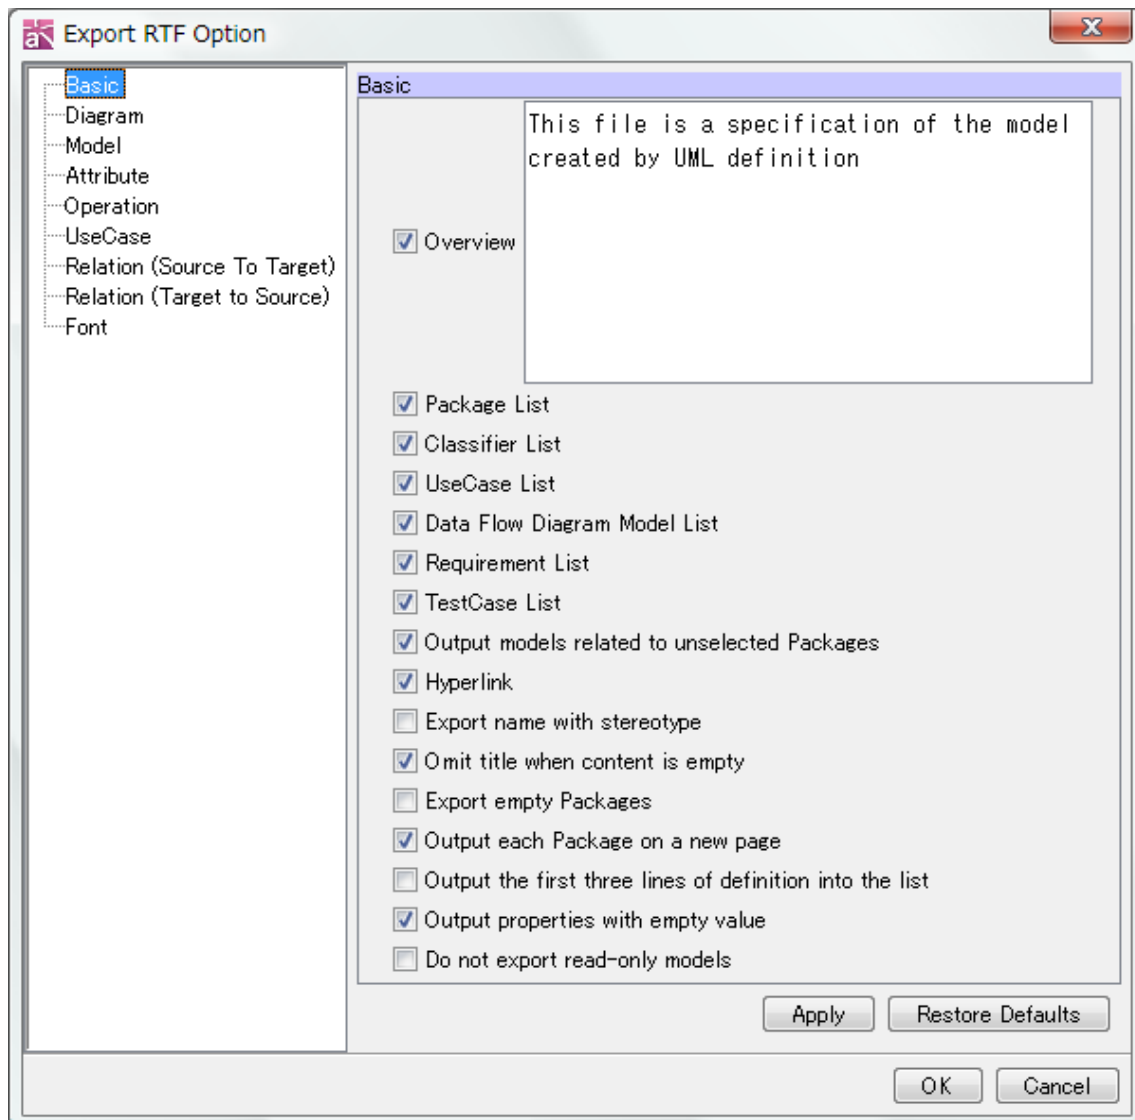 Export RTF Option
Basic
Diagram
Model
Attribute
Operation
UseCase
Relation (Source To Target)
Relation (Target to Source)
Font
Basic
This file is a specification of the model
created by UML definition
Overview
Package List
Classifier List
UseCase List
Data Flow Diagram Model List
Requirement List
TestCase List
Output models related to unselected Packages
Hyperlink
Export name with stereotype
Omit title when content is empty
Export empty Packages
Output each Package on a new page
Output the first three lines of definition into the list
Output properties with empty value
Do not export read-only models
Apply
Restore Defaults
OK
Cancel